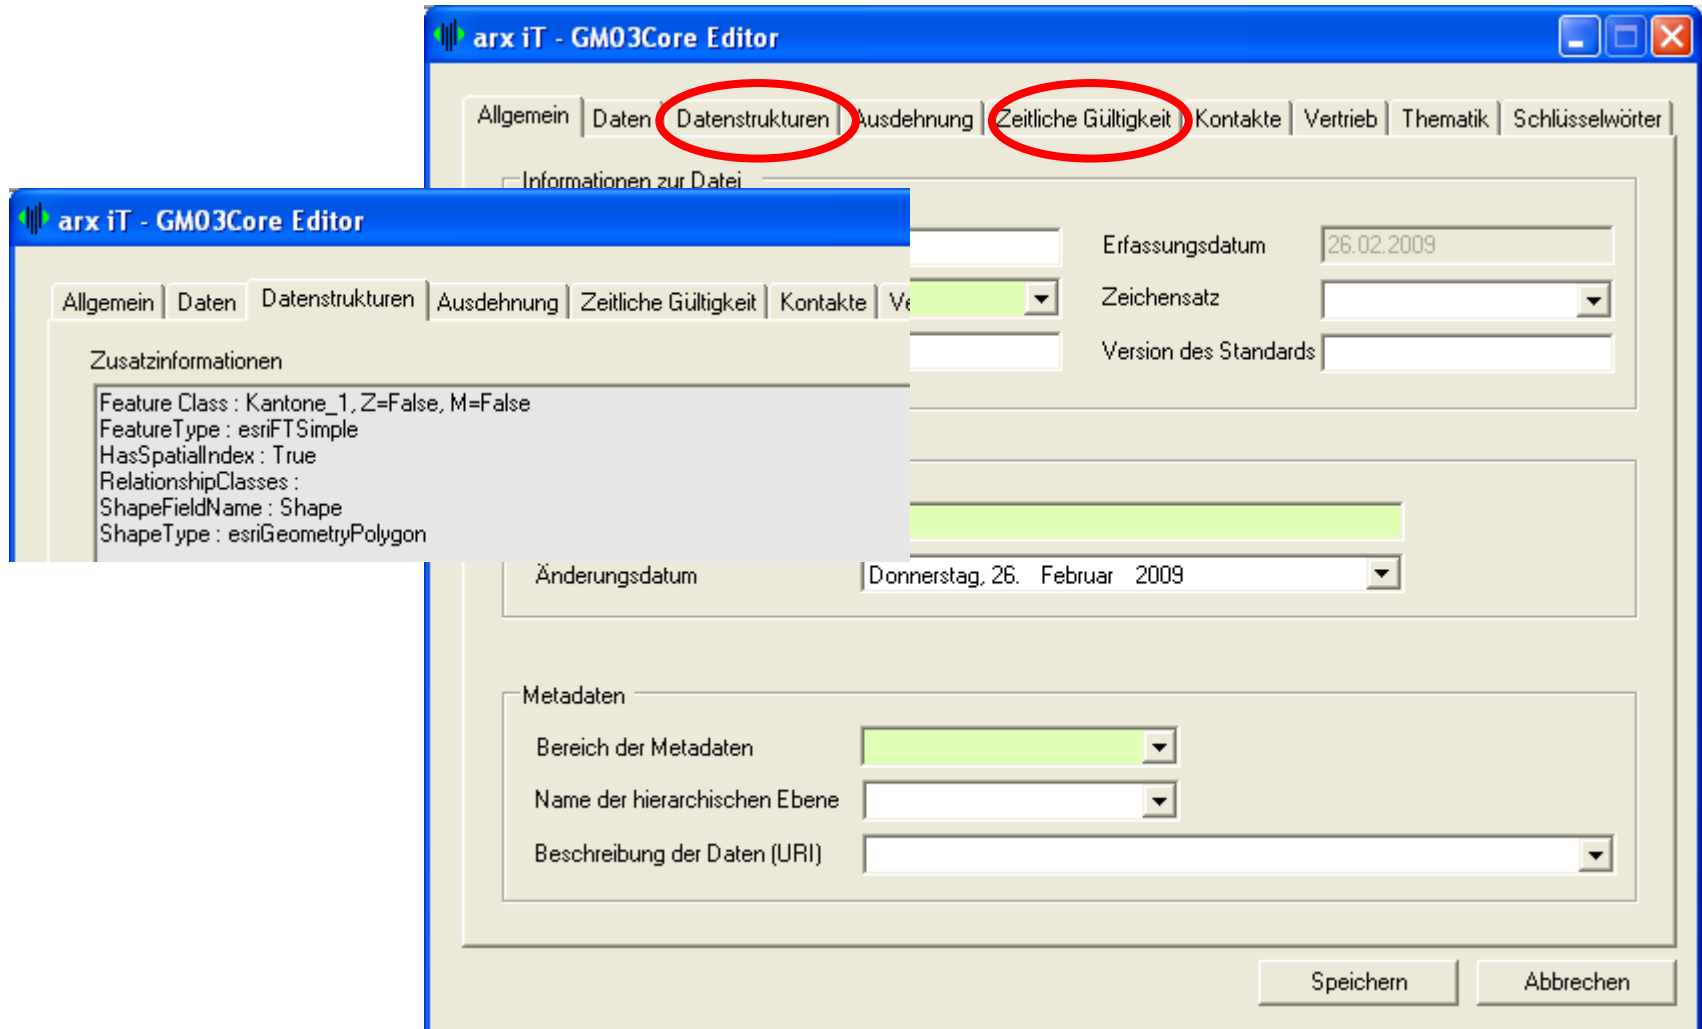 arx iT - GM03Core Editor
Allgemein Daten Datenstrukturen Ausdehnung Zeitliche Gültigkeit Kontakte Vertrieb Thematik Schlüsselwörter
Informationen zur Datei
Erfassungsdatum 26.02.2009
Zeichensatz
Version des Standards
Änderungsdatum Donnerstag, 26. Februar 2009
Metadaten
Bereich der Metadaten
Name der hierarchischen Ebene
Beschreibung der Daten (URI)
Speichern Abbrechen
arx iT - GM03Core Editor
Allgemein Daten Datenstrukturen Ausdehnung Zeitliche Gültigkeit Kontakte Ve
Zusatzinformationen
Feature Class : Kantone_1, Z=False, M=False
FeatureType : esriFTSimple
HasSpatialIndex : True
RelationshipClasses :
ShapeFieldName : Shape
ShapeType : esriGeometryPolygon